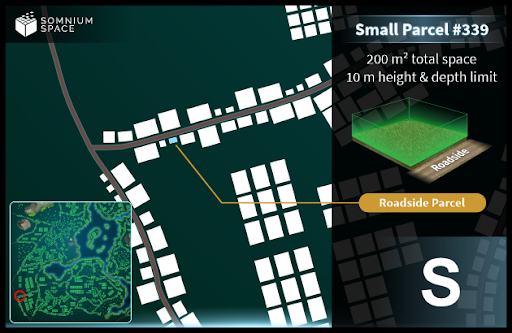 SOMNIUM
SPACE
Small Parcel #339
200 m² total space
10 m height & depth limit
Roadside
Roadside Parcel
S